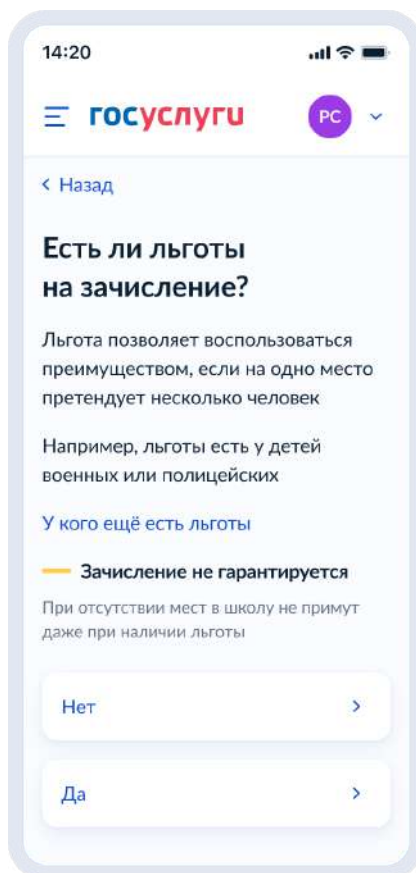 14:20
госуслуги
РС
Назад
Есть ли льготы
на зачисление?
Льгота позволяет воспользоваться
преимуществом, если на одно место
претендует несколько человек
Например, льготы есть у детей
военных или полицейских
У кого ещё есть льготы
Зачисление не гарантируется
При отсутствии мест в школу не примут
даже при наличии льготы
Нет
Да